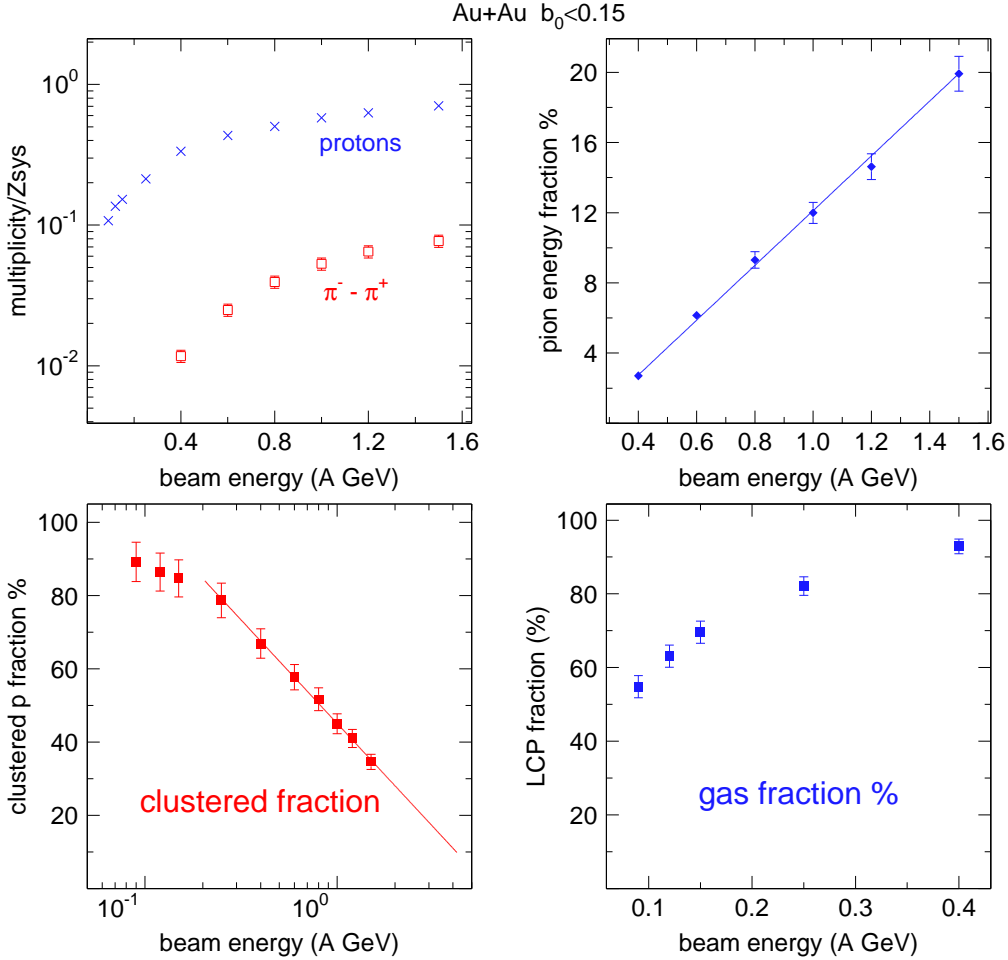 Au+Au b₀<0.15
multiplicity/Zsys
10⁰
10⁻¹
10⁻²
protons
π⁻ - π⁺
0.4 0.8 1.2 1.6
beam energy (A GeV)
pion energy fraction %
20
16
12
8
4
0.4 0.6 0.8 1.0 1.2 1.4 1.6
beam energy (A GeV)
clustered p fraction %
100
80
60
40
20
clustered fraction
10⁻¹ 10⁰
beam energy (A GeV)
LCP fraction (%)
100
80
60
40
20
gas fraction %
0.1 0.2 0.3 0.4
beam energy (A GeV)